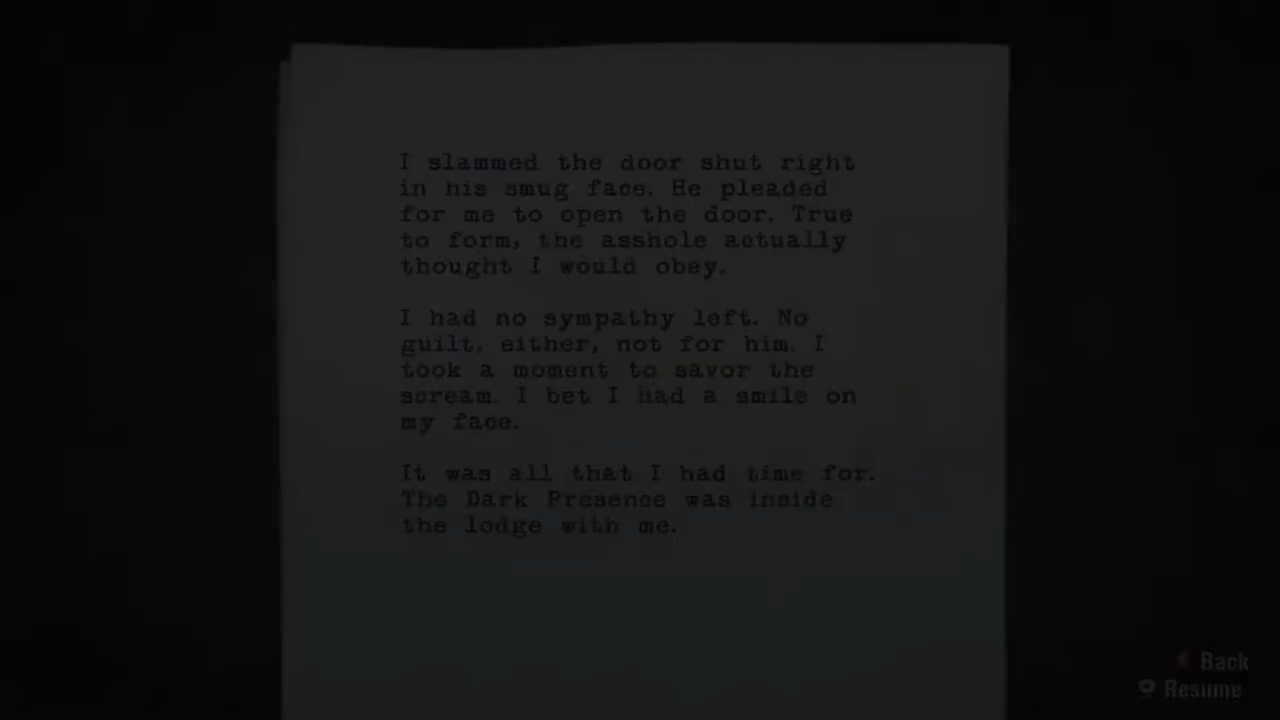 I slammed the door shut right
in his smug face. He pleaded
for me to open the door. True
to form, the asshole actually
thought I would obey.
I had no sympathy left. No
guilt, either, not for him. I
took a moment to savor the
scream. I bet I had a smile on
my face.
It was all that I had time for.
The Dark Presence was inside
the lodge with me.
Back
Resume